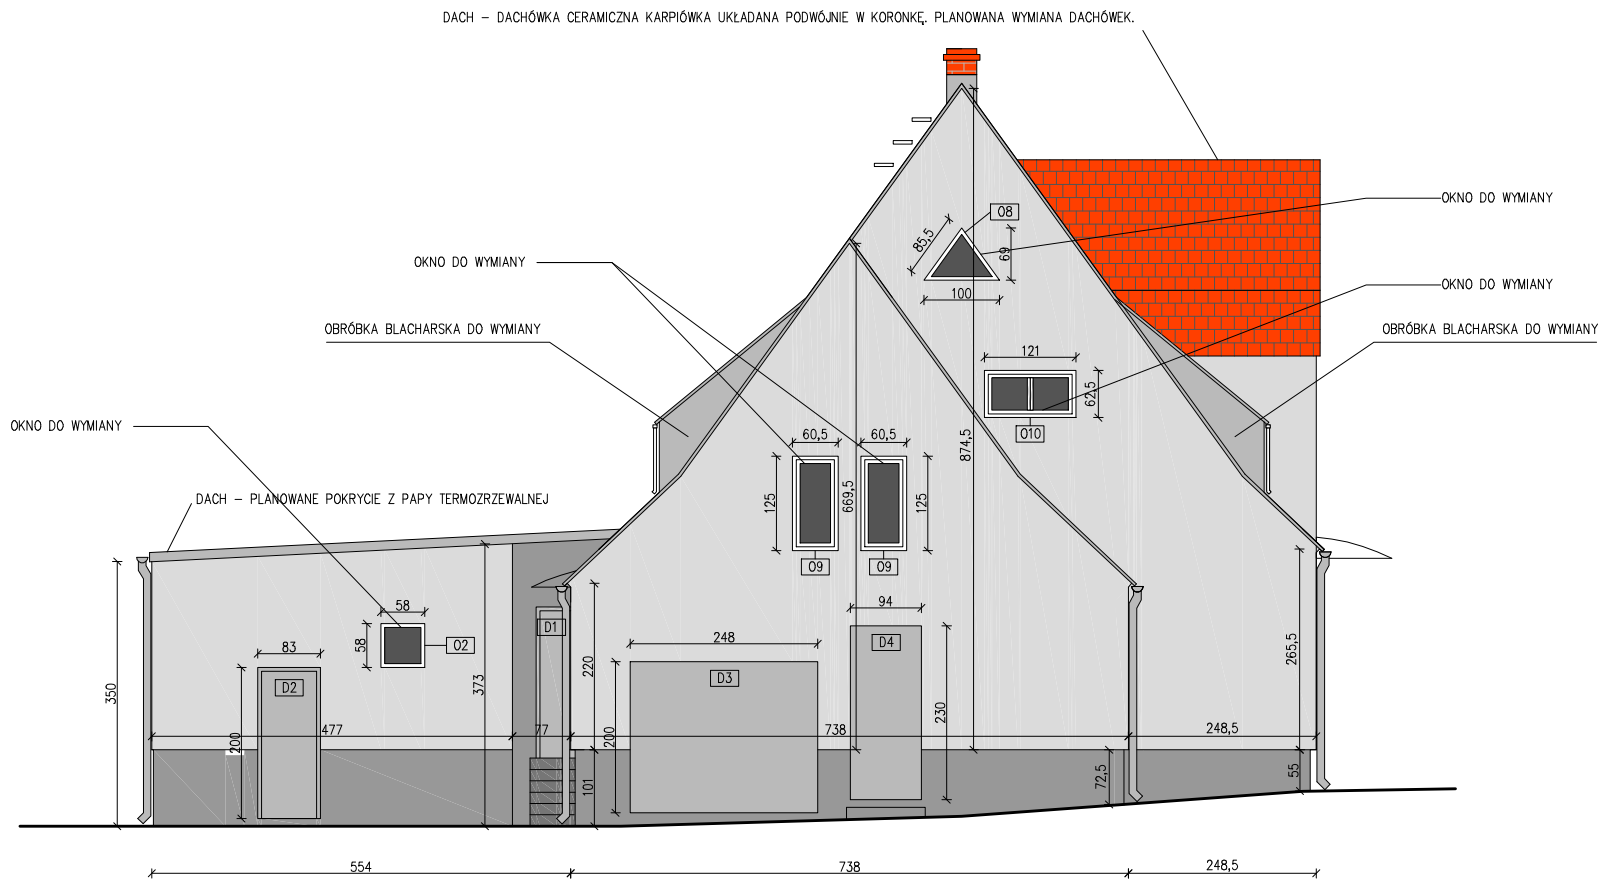 DACH – DACHÓWKA CERAMICZNA KARPIÓWKA UKŁADANA PODWÓJNIE W KORONKĘ. PLANOWANA WYMIANA DACHÓWEK.
OKNO DO WYMIANY
O8
85,5
69
100
OKNO DO WYMIANY
OKNO DO WYMIANY
OBRÓBKA BLACHARSKA DO WYMIANY
OBRÓBKA BLACHARSKA DO WYMIANY
121
62,5
O10
OKNO DO WYMIANY
60,5
60,5
874,5
125
669,5
125
DACH – PLANOWANE POKRYCIE Z PAPY TERMOZRZEWALNEJ
O9
O9
58
94
58
O2
D1
D4
248
83
D2
D3
220
265,5
350
373
200
477
77
200
738
230
248,5
101
72,5
55
554
738
248,5